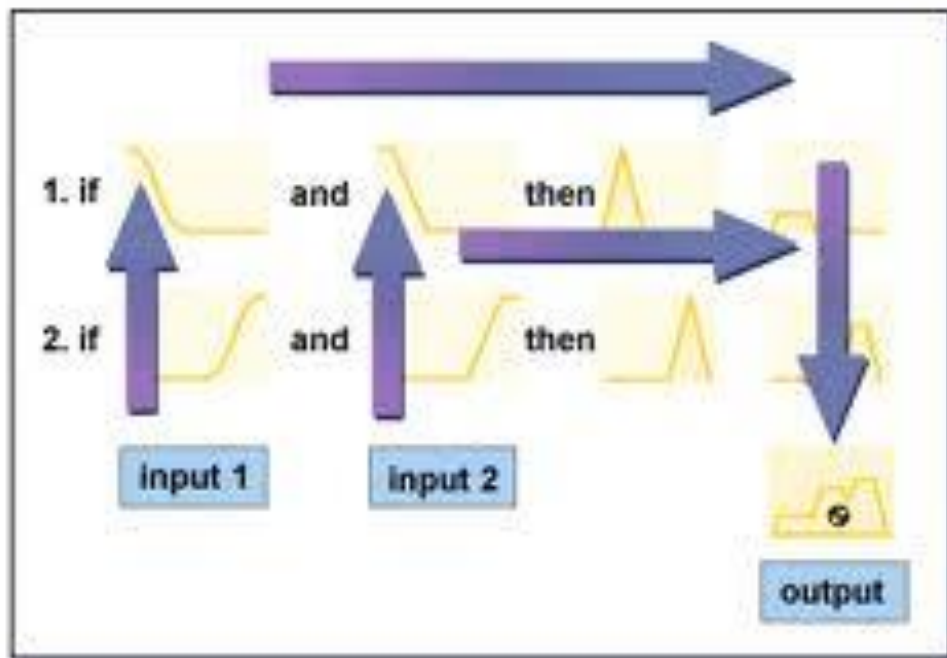 1. if and then
2. if and then
input 1 input 2
output